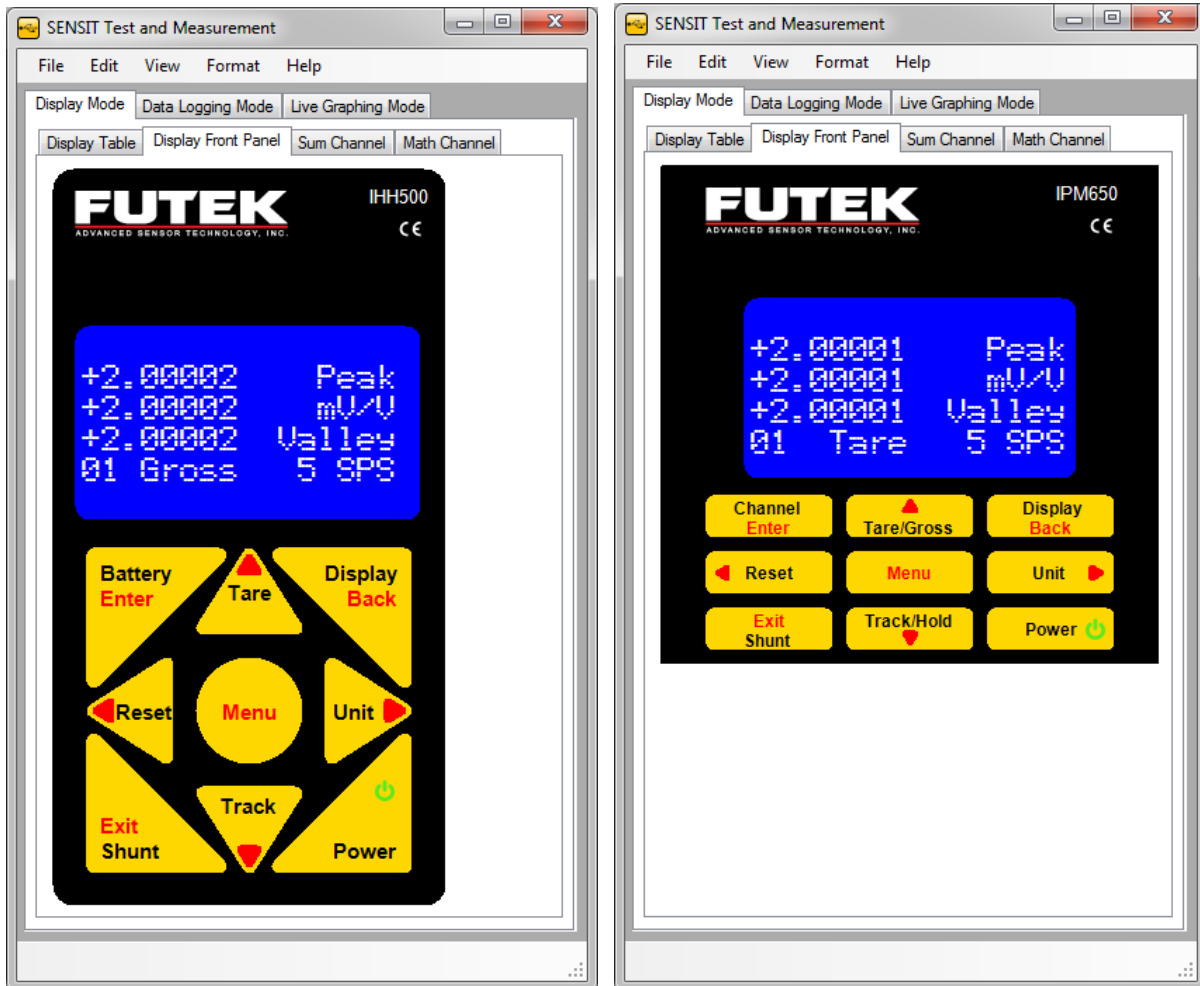 SENSIT Test and Measurement
File Edit View Format Help
Display Mode Data Logging Mode Live Graphing Mode
Display Table Display Front Panel Sum Channel Math Channel
FUTEK
ADVANCED SENSOR TECHNOLOGY, INC.
IHH500
CE
+2.00002 Peak
+2.00002 mV/V
+2.00002 Valley
01 Gross 5 SPS
Battery
Enter
Tare
Display
Back
Reset
Menu
Unit
Exit
Shunt
Track
Power
SENSIT Test and Measurement
File Edit View Format Help
Display Mode Data Logging Mode Live Graphing Mode
Display Table Display Front Panel Sum Channel Math Channel
FUTEK
ADVANCED SENSOR TECHNOLOGY, INC.
IPM650
CE
+2.00001 Peak
+2.00001 mV/V
+2.00001 Valley
01 Tare 5 SPS
Channel
Enter
Tare/Gross
Display
Back
Reset
Menu
Unit
Exit
Shunt
Track/Hold
Power